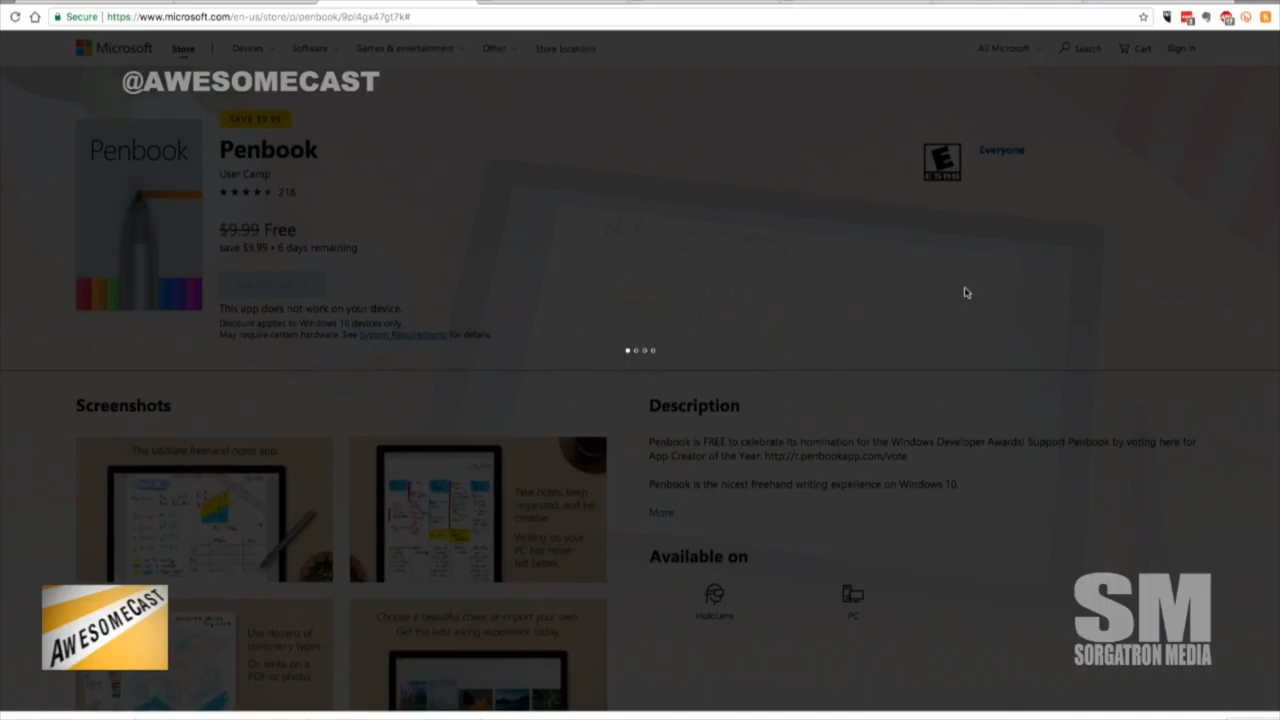 Secure
https://www.microsoft.com/en-us/store/p/penbook/9pl4gx47gt7k#
Microsoft
Store
Devices
Software
Games & entertainment
Other
Store locations
All Microsoft
Search
Cart
Sign in
@AWESOMECAST
SAVE $9.99
Penbook
Penbook
User Camp
216
$9.99 Free
save $9.99 • 6 days remaining
This app does not work on your device.
Discount applies to Windows 10 devices only.
May require certain hardware. See System Requirements for details.
E
ESRB
Everyone
Screenshots
The ultimate freehand notes app
Take notes, keep
organized, and be
creative.
Writing on your
PC has never
felt better.
Use dozens of
stationery types.
Or write on a
PDF or photo.
Choose a beautiful cover, or import your own.
Get the best inking experience today.
Description
Penbook is FREE to celebrate its nomination for the Windows Developer Awards! Support Penbook by voting here for
App Creator of the Year: http://r.penbookapp.com/vote
Penbook is the nicest freehand writing experience on Windows 10.
More
Available on
HoloLens
PC
AWESOMECAST
SM
SORGATRON MEDIA